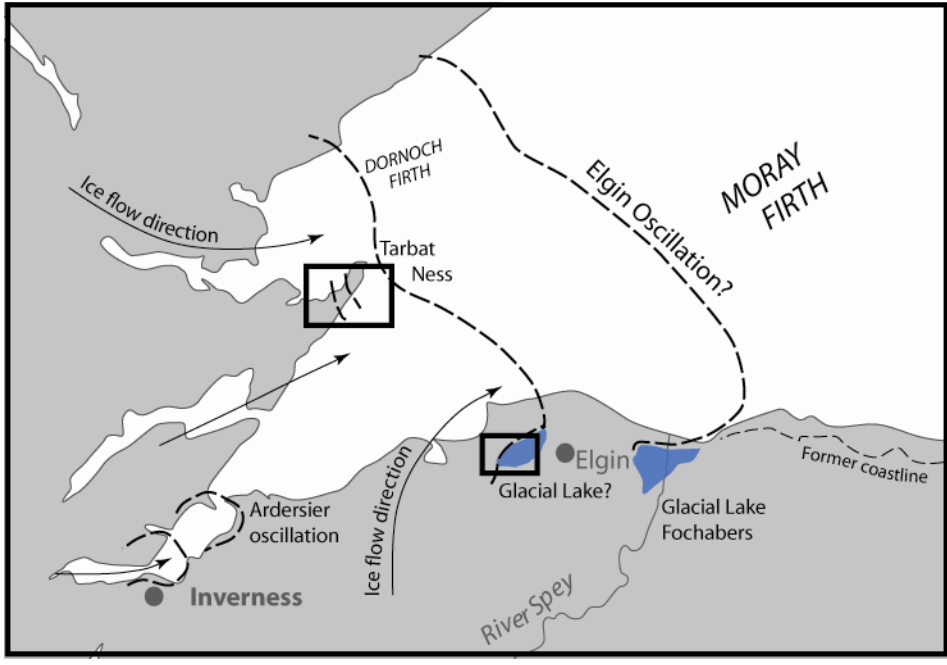 DORNOCH
FIRTH
MORAY
FIRTH
Elgin Oscillation?
Ice flow direction
Tarbat
Ness
Ice flow direction
Elgin
Former coastline
Glacial Lake?
Glacial Lake
Fochabers
Ardersier
oscillation
Inverness
River Spey